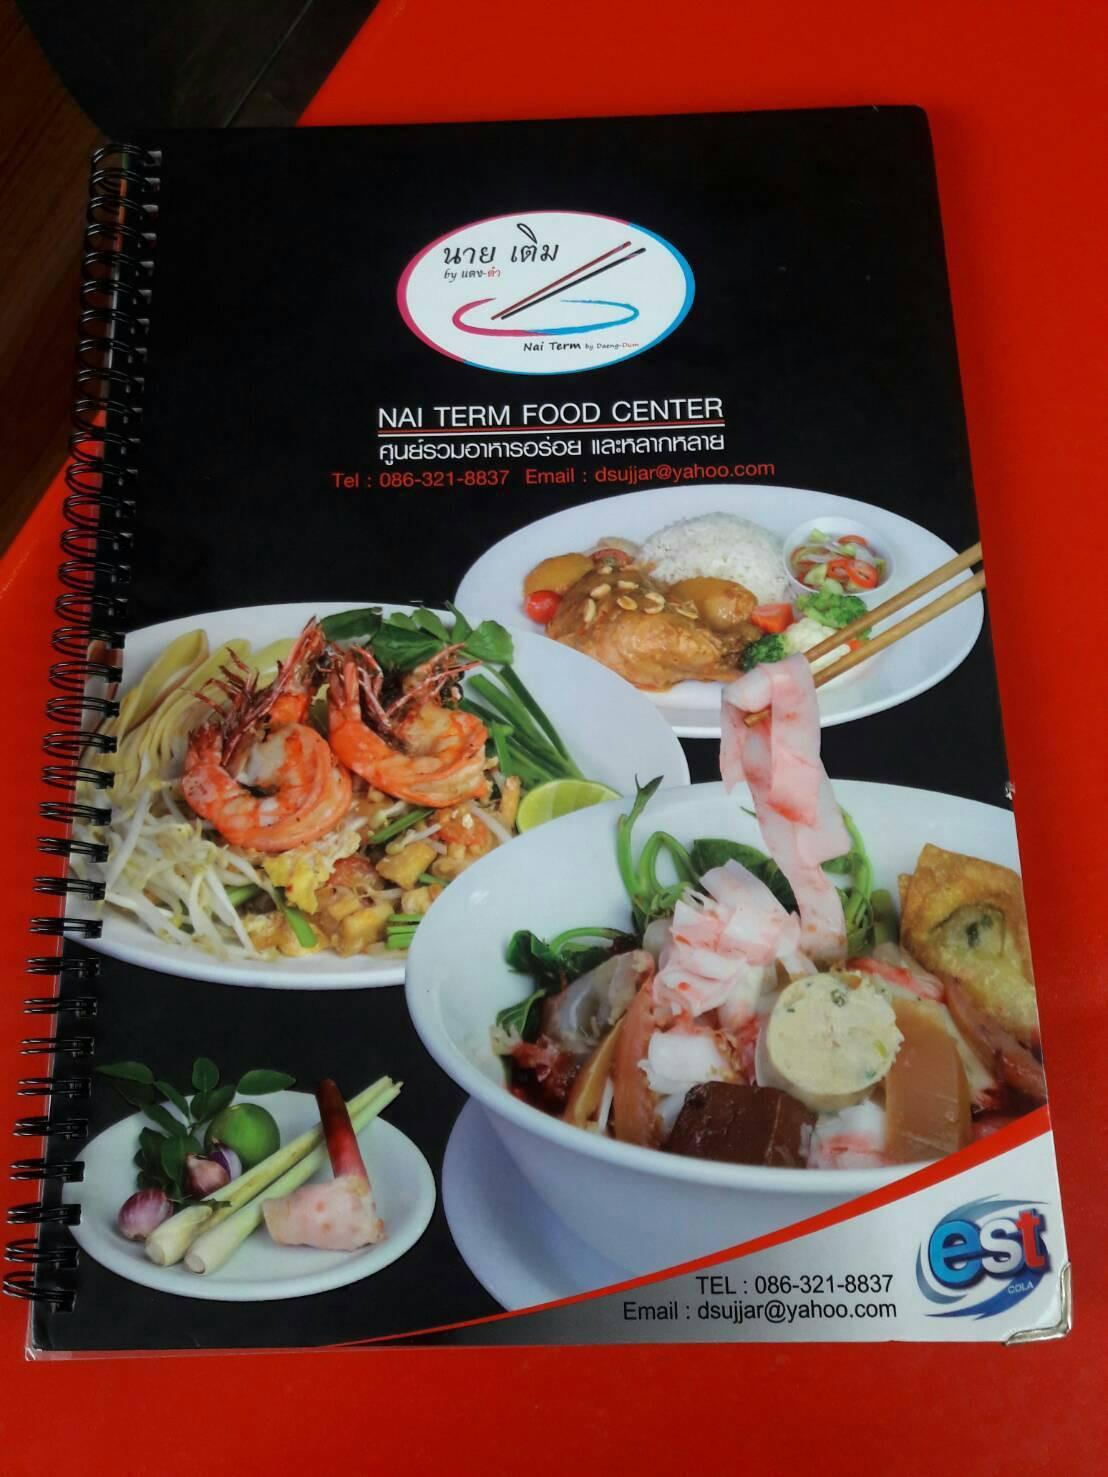 นาย เติม
by แดง-ดำ
Nai Term by Daeng-Dum
NAI TERM FOOD CENTER
ศูนย์รวมอาหารอร่อย และหลากหลาย
Tel : 086-321-8837 Email : dsujjar@yahoo.com
est
COLA
TEL : 086-321-8837
Email : dsujjar@yahoo.com